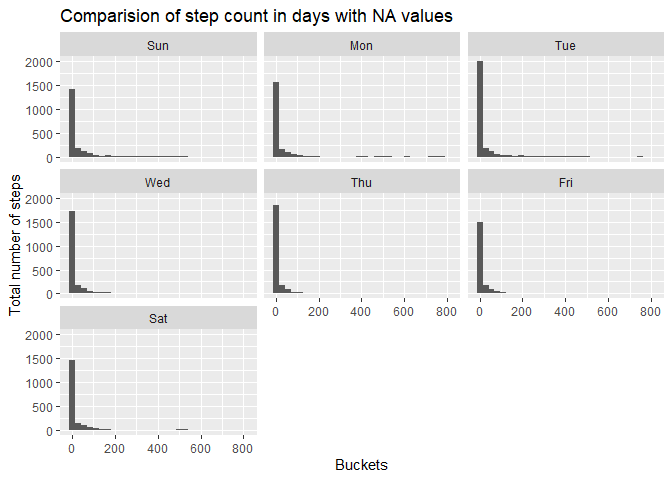 Comparision of step count in days with NA values
Sun Mon Tue
2000
1500
1000
500
0
Wed Thu Fri
2000
1500
1000
500
0
0 200 400 600 800 0 200 400 600 800
Sat
2000
1500
1000
500
0
0 200 400 600 800
Total number of steps
Buckets